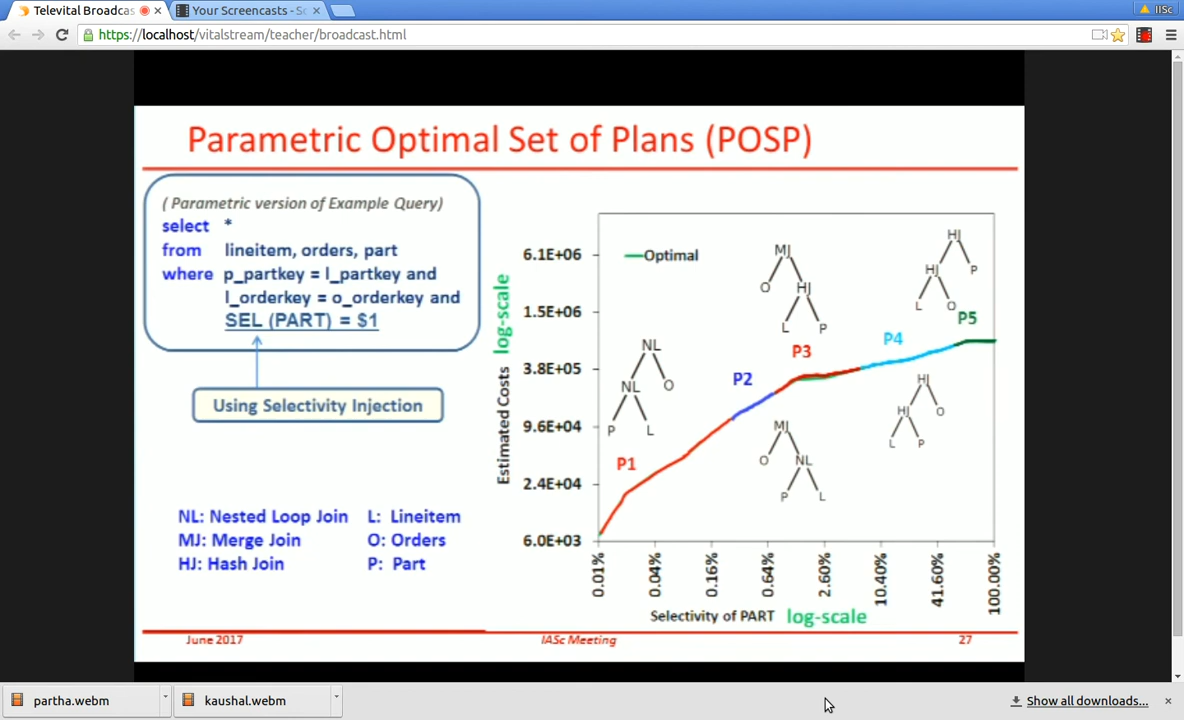 Televital Broadcas
Your Screencasts - Sc
IISc
https://localhost/vitalstream/teacher/broadcast.html
Parametric Optimal Set of Plans (POSP)
( Parametric version of Example Query)
select *
from lineitem, orders, part
where p_partkey = l_partkey and
l_orderkey = o_orderkey and
SEL (PART) = $1
Using Selectivity Injection
NL: Nested Loop Join L: Lineitem
MJ: Merge Join O: Orders
HJ: Hash Join P: Part
Estimated Costs log-scale
6.1E+06
1.5E+06
3.8E+05
9.6E+04
2.4E+04
6.0E+03
Optimal
NL
NL O
P L
P1
P2
MJ
O HJ
L P
P3
MJ
O NL
P L
P4
HJ
HJ O
L P
HJ
HJ P
L O
P5
0.01% 0.04% 0.16% 0.64% 2.60% 10.40% 41.60% 100.00%
Selectivity of PART log-scale
June 2017 IASc Meeting 27
partha.webm
kaushal.webm
Show all downloads...